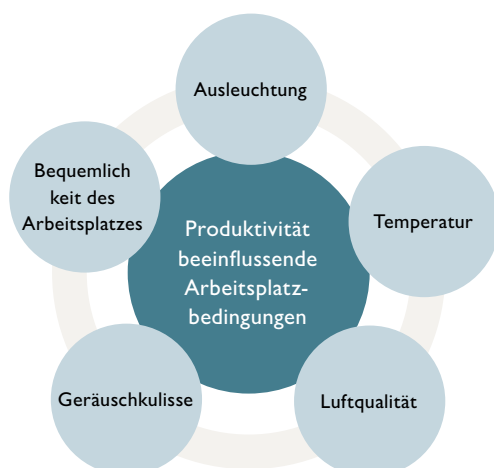 Ausleuchtung
Bequemlich
keit des
Arbeitsplatzes
Temperatur
Produktivität
beeinflussende
Arbeitsplatz-
bedingungen
Geräuschkulisse
Luftqualität